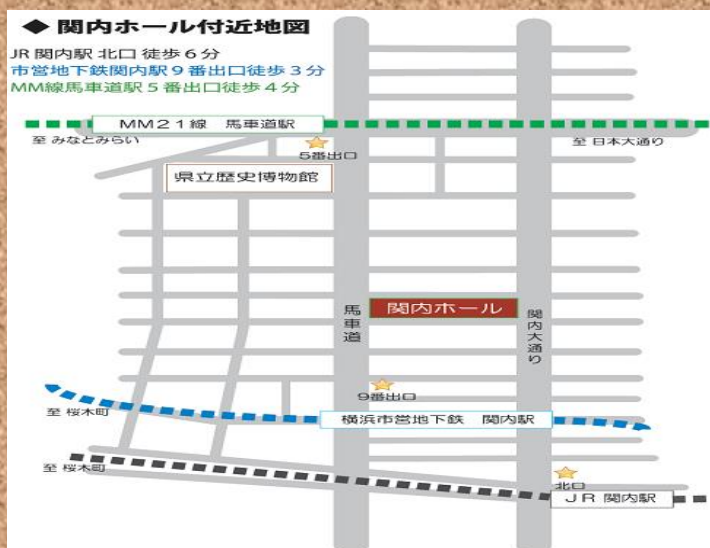 ◆ 関内ホール付近地図
JR 関内駅 北口 徒歩6分
市営地下鉄関内駅9番出口徒歩3分
MM線馬車道駅5番出口徒歩4分
MM21線 馬車道駅
至 みなとみらい
至 日本大通り
5番出口
県立歴史博物館
馬車道
関内ホール
関内大通り
9番出口
至 桜木町
横浜市営地下鉄 関内駅
至 桜木町
北口
JR 関内駅